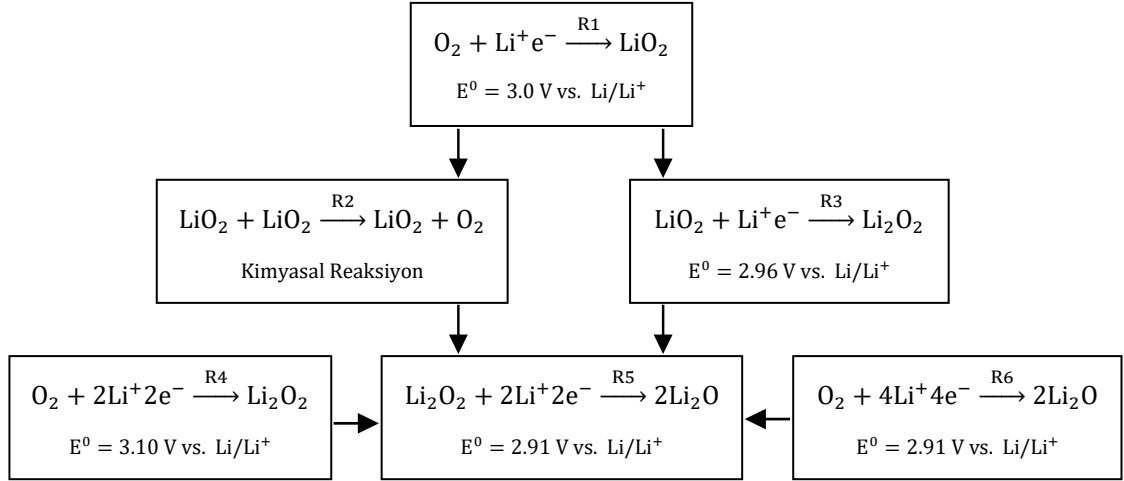 O₂ + Li⁺e⁻ —R1→ LiO₂
E⁰ = 3.0 V vs. Li/Li⁺
LiO₂ + LiO₂ —R2→ LiO₂ + O₂
Kimyasal Reaksiyon
LiO₂ + Li⁺e⁻ —R3→ Li₂O₂
E⁰ = 2.96 V vs. Li/Li⁺
O₂ + 2Li⁺2e⁻ —R4→ Li₂O₂
E⁰ = 3.10 V vs. Li/Li⁺
Li₂O₂ + 2Li⁺2e⁻ —R5→ 2Li₂O
E⁰ = 2.91 V vs. Li/Li⁺
O₂ + 4Li⁺4e⁻ —R6→ 2Li₂O
E⁰ = 2.91 V vs. Li/Li⁺